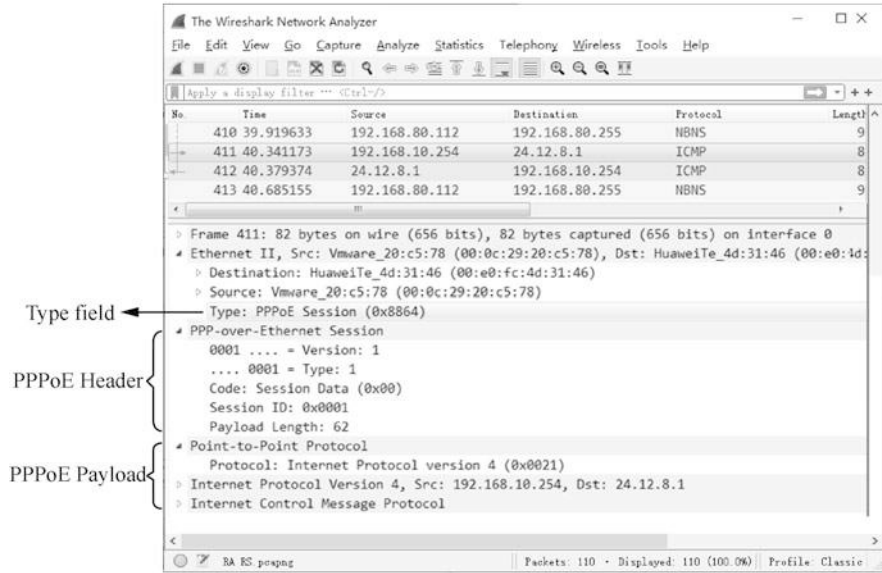 The Wireshark Network Analyzer
File Edit View Go Capture Analyze Statistics Telephony Wireless Tools Help
Apply a display filter … <Ctrl-/>
No. Time Source Destination Protocal Length
410 39.919633 192.168.80.112 192.168.80.255 NBNS 9
411 40.341173 192.168.10.254 24.12.8.1 ICMP 8
412 40.379374 24.12.8.1 192.168.10.254 ICMP 8
413 40.685155 192.168.80.112 192.168.80.255 NBNS 9
Frame 411: 82 bytes on wire (656 bits), 82 bytes captured (656 bits) on interface 0
Ethernet II, Src: Vmware_20:c5:78 (00:0c:29:20:c5:78), Dst: HuaweiTe_4d:31:46 (00:e0:4d:
Destination: HuaweiTe_4d:31:46 (00:e0:fc:4d:31:46)
Source: Vmware_20:c5:78 (00:0c:29:20:c5:78)
Type field
Type: PPPoE Session (0x8864)
PPP-over-Ethernet Session
0001 .... = Version: 1
.... 0001 = Type: 1
PPPoE Header
Code: Session Data (0x00)
Session ID: 0x0001
Payload Length: 62
Point-to-Point Protocol
Protocol: Internet Protocol version 4 (0x0021)
PPPoE Payload
Internet Protocol Version 4, Src: 192.168.10.254, Dst: 24.12.8.1
Internet Control Message Protocol
RA RS.pcapng Packets: 110 · Displayed: 110 (100.0%) Profile: Classic